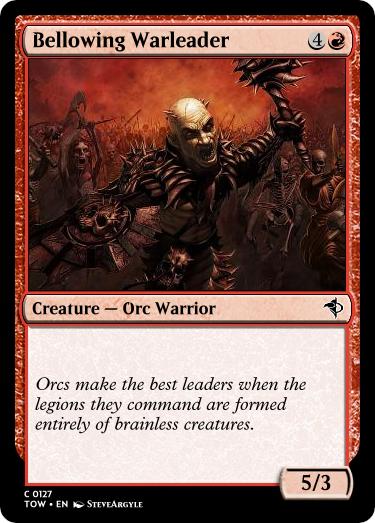 Bellowing Warleader 4
Creature — Orc Warrior
Orcs make the best leaders when the
legions they command are formed
entirely of brainless creatures.
5/3
C 0127
TOW • EN SteveArgyle